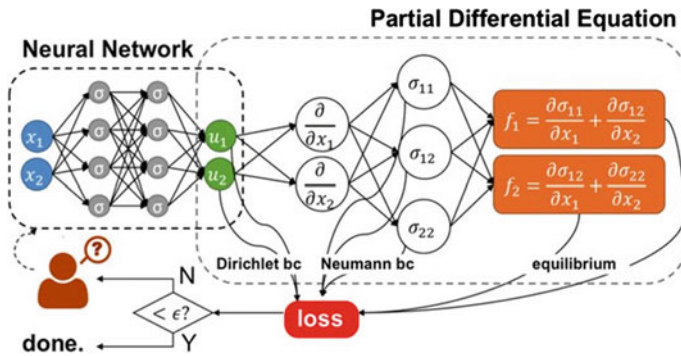 Partial Differential Equation
Neural Network
σ σ
σ σ
σ σ
σ σ
x₁
x₂
u₁
u₂
∂/∂x₁
∂/∂x₂
σ₁₁
σ₁₂
σ₂₂
f₁ = ∂σ₁₁/∂x₁ + ∂σ₁₂/∂x₂
f₂ = ∂σ₁₂/∂x₁ + ∂σ₂₂/∂x₂
Dirichlet bc
Neumann bc
equilibrium
?
N
< ϵ?
loss
done.
Y